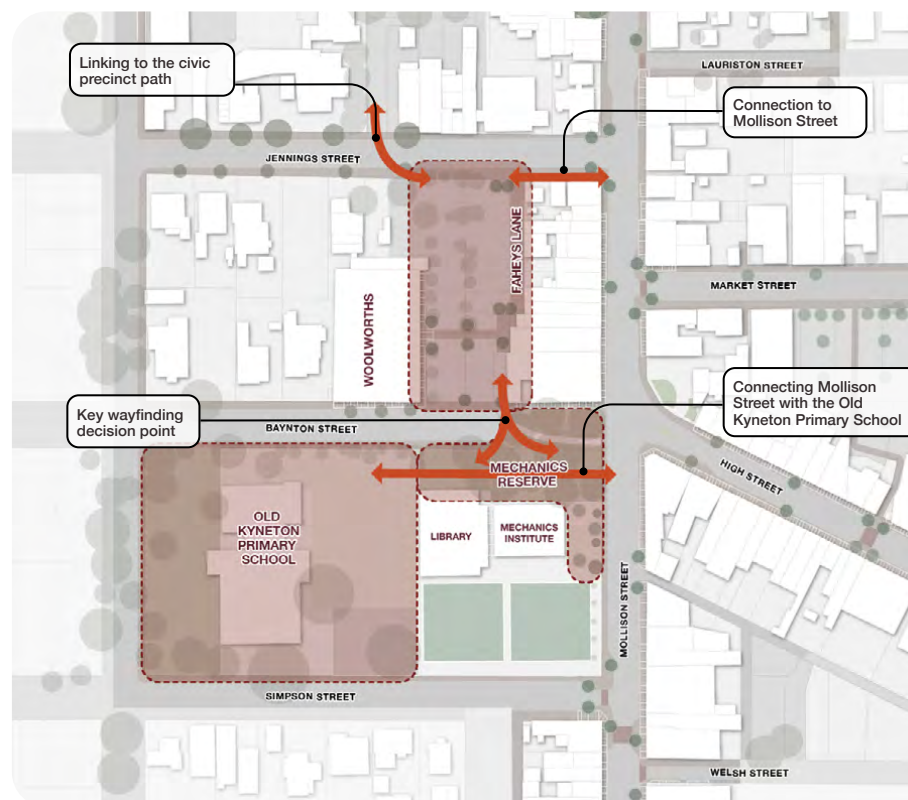 LAURISTON STREET
Linking to the civic
precinct path
Connection to
Mollison Street
JENNINGS STREET
FAHEYS LANE
MARKET STREET
WOOLWORTHS
Connecting Mollison
Street with the Old
Kyneton Primary School
Key wayfinding
decision point
BAYNTON STREET
MECHANICS
RESERVE
HIGH STREET
OLD
KYNETON
PRIMARY
SCHOOL
LIBRARY
MECHANICS
INSTITUTE
MOLLISON STREET
SIMPSON STREET
WELSH STREET